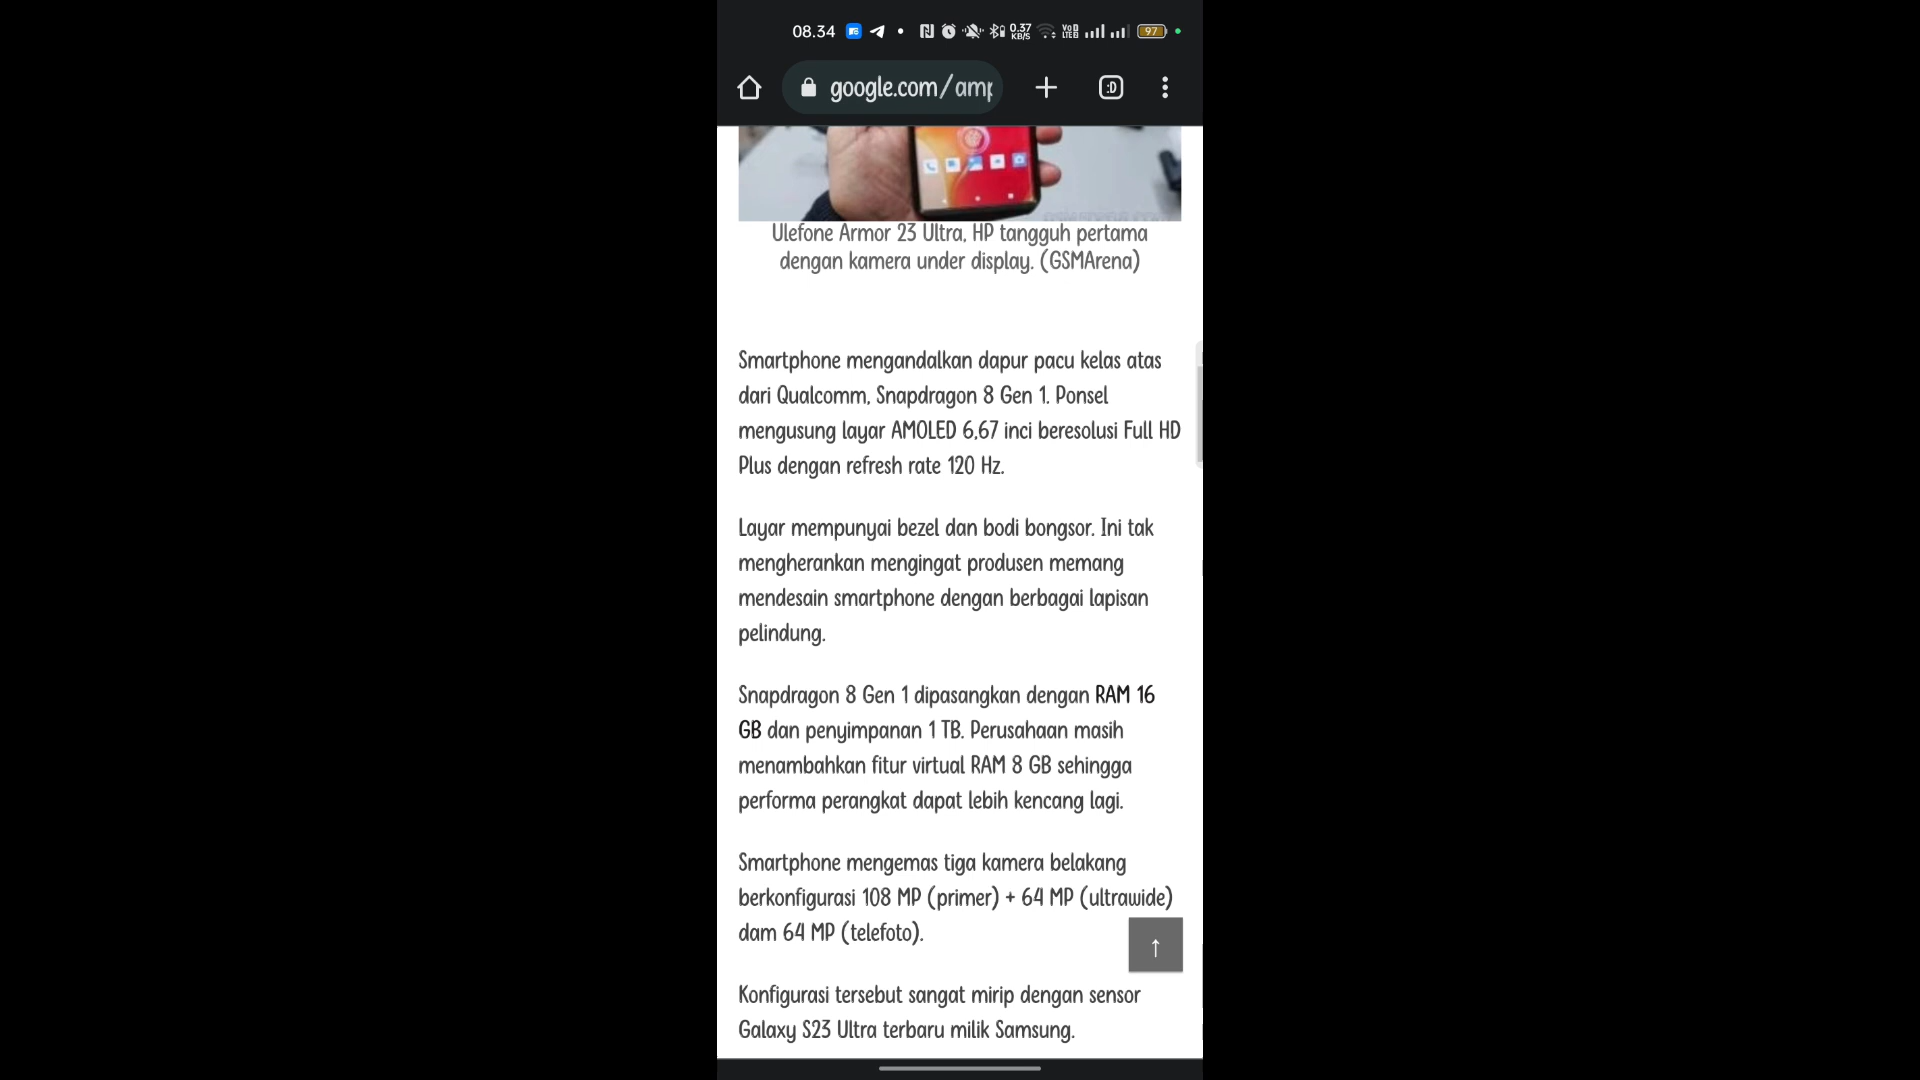 08.34
0.37
KB/S
97
google.com/amp
:D
Ulefone Armor 23 Ultra, HP tangguh pertama
dengan kamera under display. (GSMArena)
Smartphone mengandalkan dapur pacu kelas atas
dari Qualcomm, Snapdragon 8 Gen 1. Ponsel
mengusung layar AMOLED 6,67 inci beresolusi Full HD
Plus dengan refresh rate 120 Hz.
Layar mempunyai bezel dan bodi bongsor. Ini tak
mengherankan mengingat produsen memang
mendesain smartphone dengan berbagai lapisan
pelindung.
Snapdragon 8 Gen 1 dipasangkan dengan RAM 16
GB dan penyimpanan 1 TB. Perusahaan masih
menambahkan fitur virtual RAM 8 GB sehingga
performa perangkat dapat lebih kencang lagi.
Smartphone mengemas tiga kamera belakang
berkonfigurasi 108 MP (primer) + 64 MP (ultrawide)
dam 64 MP (telefoto).
↑
Konfigurasi tersebut sangat mirip dengan sensor
Galaxy S23 Ultra terbaru milik Samsung.